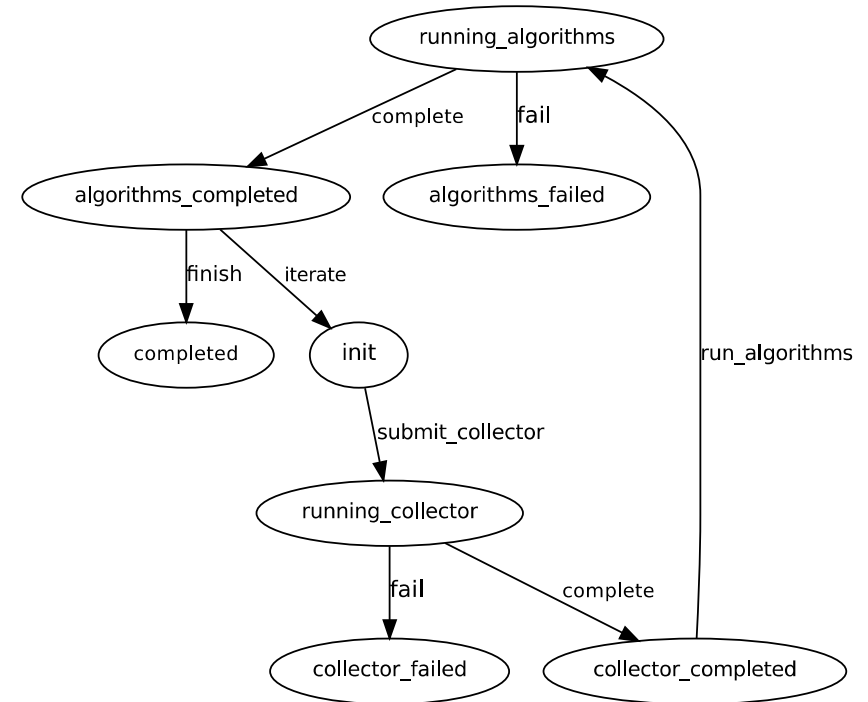 running_algorithms
complete
fail
algorithms_completed
algorithms_failed
finish
iterate
completed
init
run_algorithms
submit_collector
running_collector
fail
complete
collector_failed
collector_completed